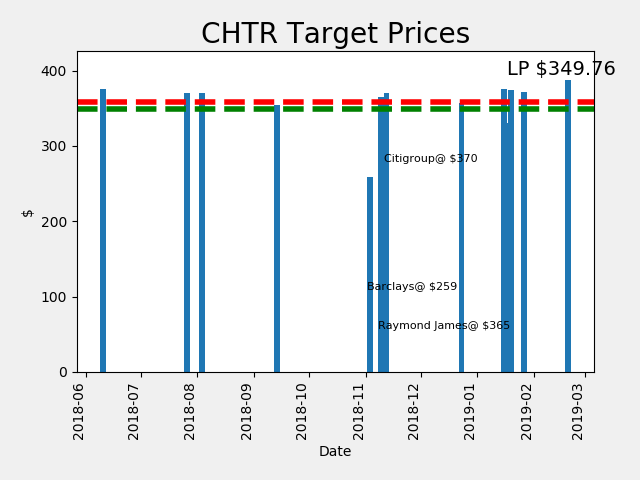 CHTR Target Prices
LP $349.76
400
300
200
100
0
$
Citigroup@ $370
Barclays@ $259
Raymond James@ $365
2018-06
2018-07
2018-08
2018-09
2018-10
2018-11
2018-12
2019-01
2019-02
2019-03
Date